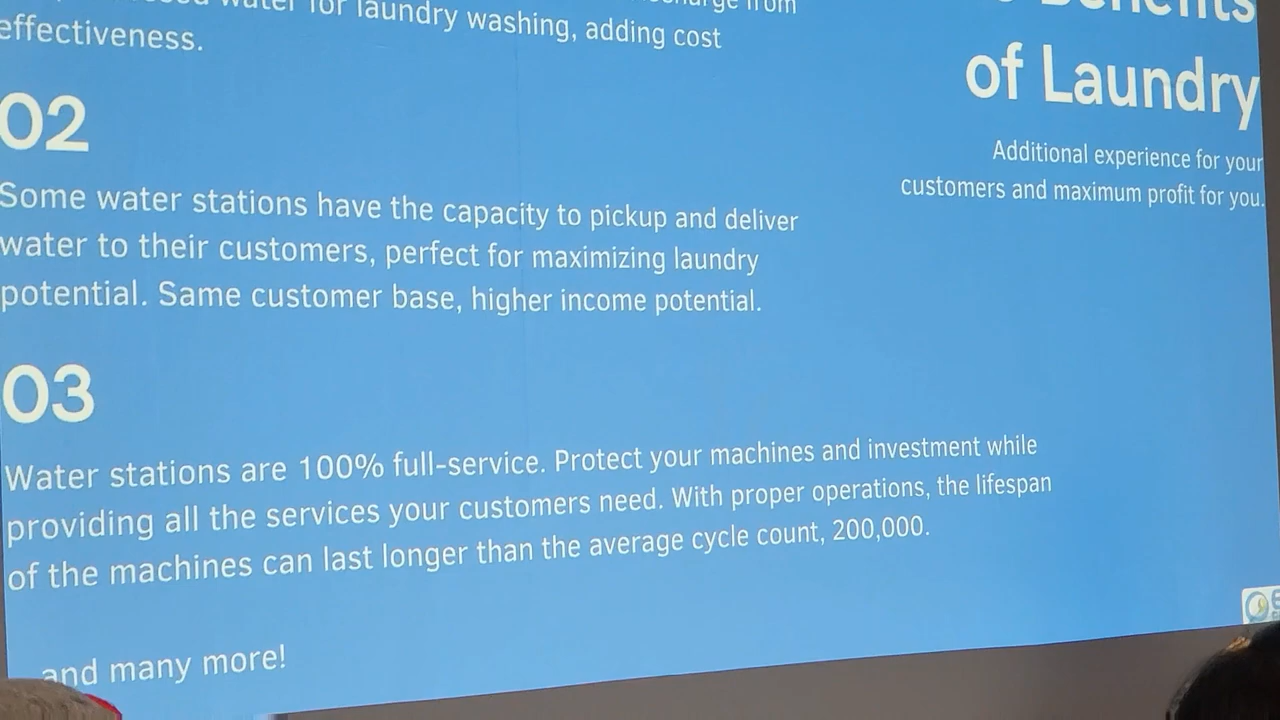 water for laundry washing, adding cost
effectiveness.
Benefits
of Laundry
Additional experience for your
customers and maximum profit for you.
02
Some water stations have the capacity to pickup and deliver
water to their customers, perfect for maximizing laundry
potential. Same customer base, higher income potential.
03
Water stations are 100% full-service. Protect your machines and investment while
providing all the services your customers need. With proper operations, the lifespan
of the machines can last longer than the average cycle count, 200,000.
and many more!